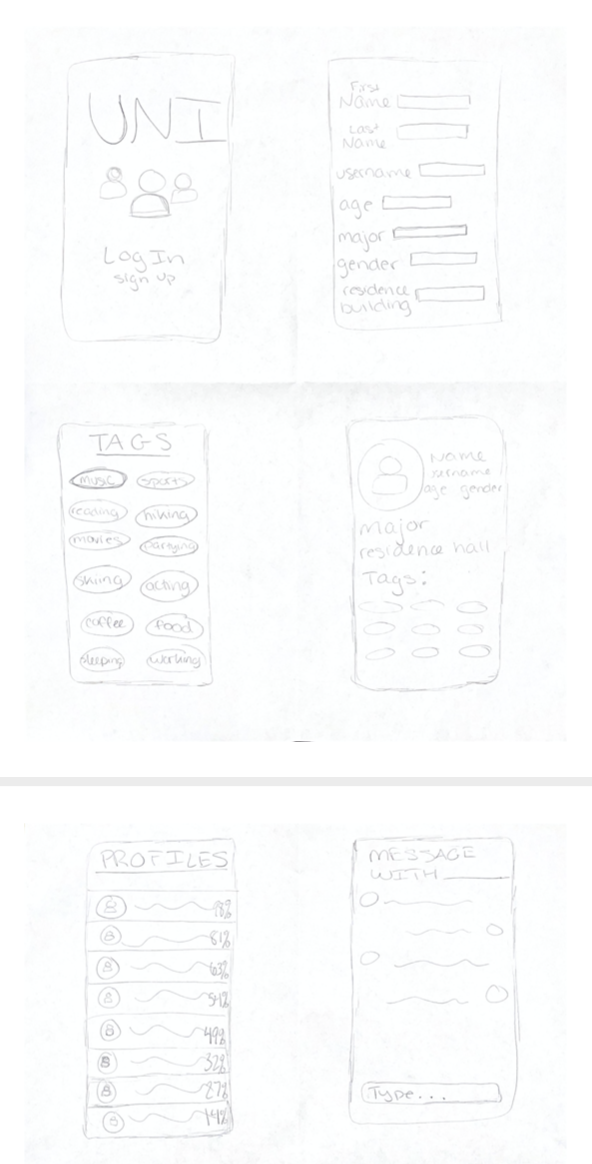 UNI
Log In
sign up
First
Name
Last
Name
username
age
major
gender
residence
building
TAGS
music sports
reading hiking
movies partying
skiing acting
coffee food
sleeping working
Name
username
age gender
major
residence hall
Tags:
PROFILES
98%
81%
63%
54%
49%
32%
27%
14%
MESSAGE
WITH
Type...